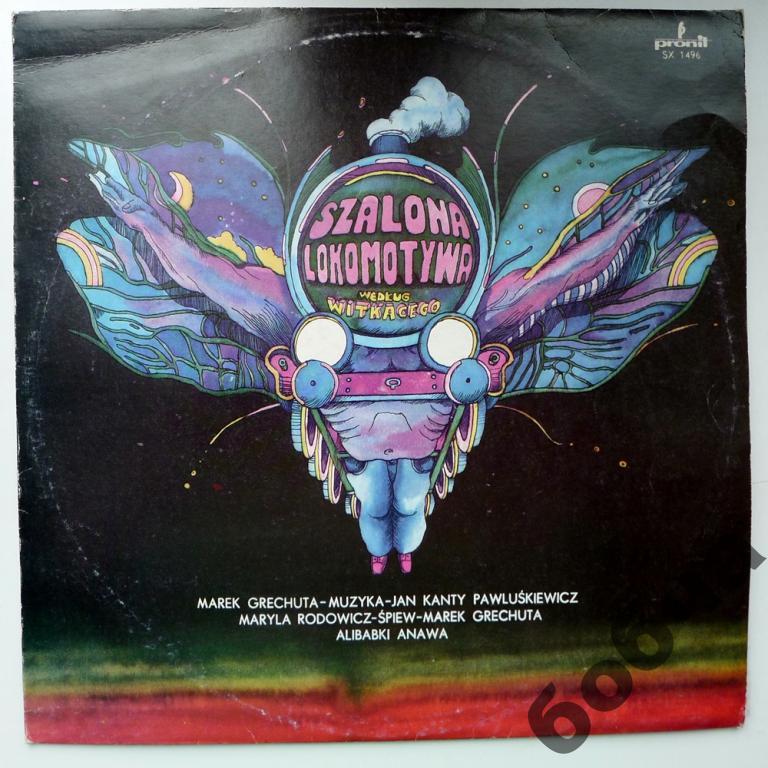 pronit
SX 1496
SZALONA
LOKOMOTYWA
WEDŁUG
WITKACEGO
MAREK GRECHUTA-MUZYKA-JAN KANTY PAWLUŚKIEWICZ
MARYLA RODOWICZ-ŚPIEW-MAREK GRECHUTA
ALIBABKI ANAWA